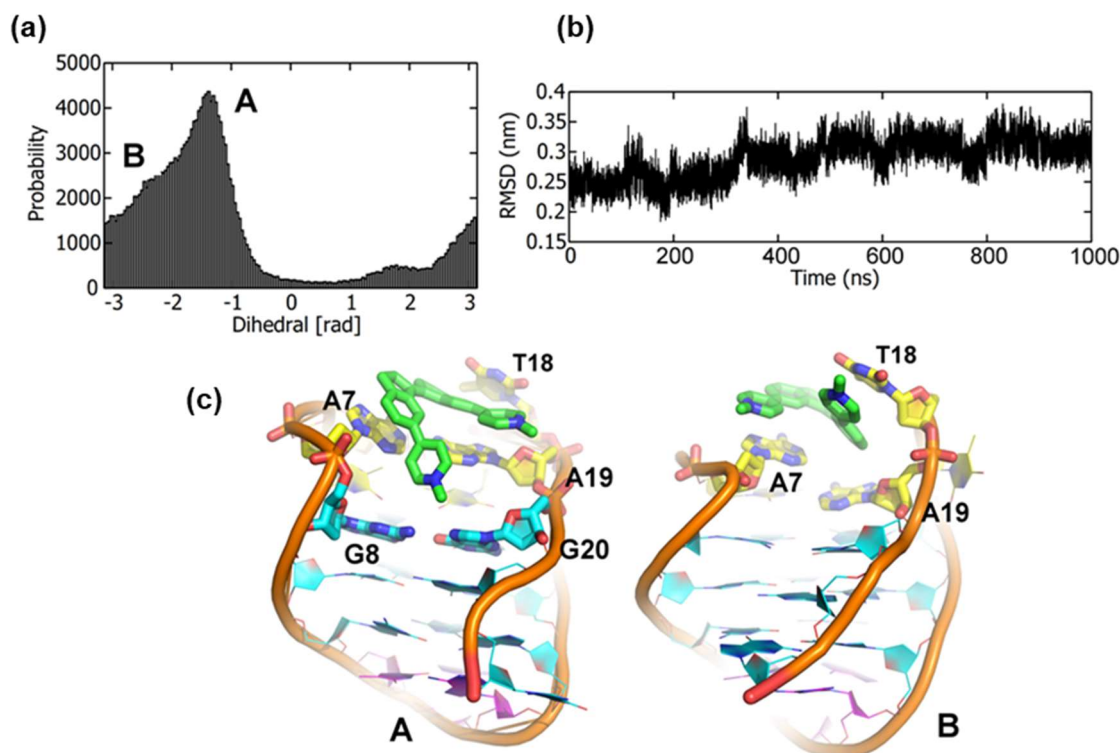 (a)
5000
4000
3000
2000
1000
0
Probability
B
A
-3 -2 -1 0 1 2 3
Dihedral [rad]
(b)
0.4
0.35
0.3
0.25
0.2
0.15
RMSD (nm)
0 200 400 600 800 1000
Time (ns)
(c)
T18
A7
A19
G8
G20
A
T18
A7
A19
B